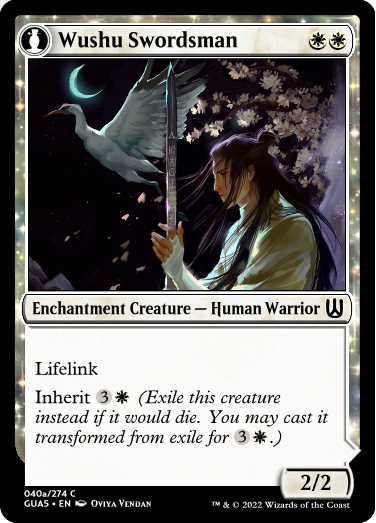 Wushu Swordsman
Enchantment Creature — Human Warrior
Lifelink
Inherit 3 (Exile this creature
instead if it would die. You may cast it
transformed from exile for 3.)
2/2
040a/274 C
GUA5 • EN Oviya Vendan
™ & © 2022 Wizards of the Coast